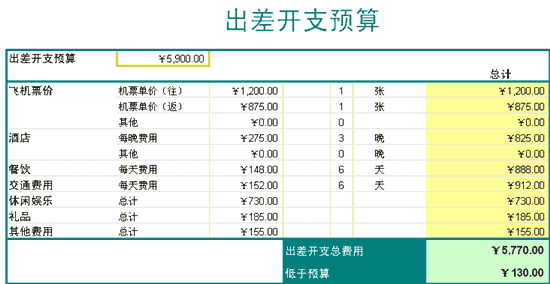 出差开支预算
出差开支预算 ¥5,900.00
总计
飞机票价 机票单价（往） ¥1,200.00 1 张 ¥1,200.00
机票单价（返） ¥875.00 1 张 ¥875.00
其他 ¥0.00 0 ¥0.00
酒店 每晚费用 ¥275.00 3 晚 ¥825.00
其他 ¥0.00 0 晚 ¥0.00
餐饮 每天费用 ¥148.00 6 天 ¥888.00
交通费用 每天费用 ¥152.00 6 天 ¥912.00
休闲娱乐 总计 ¥730.00 ¥730.00
礼品 总计 ¥185.00 ¥185.00
其他费用 总计 ¥155.00 ¥155.00
出差开支总费用 ¥5,770.00
低于预算 ¥130.00